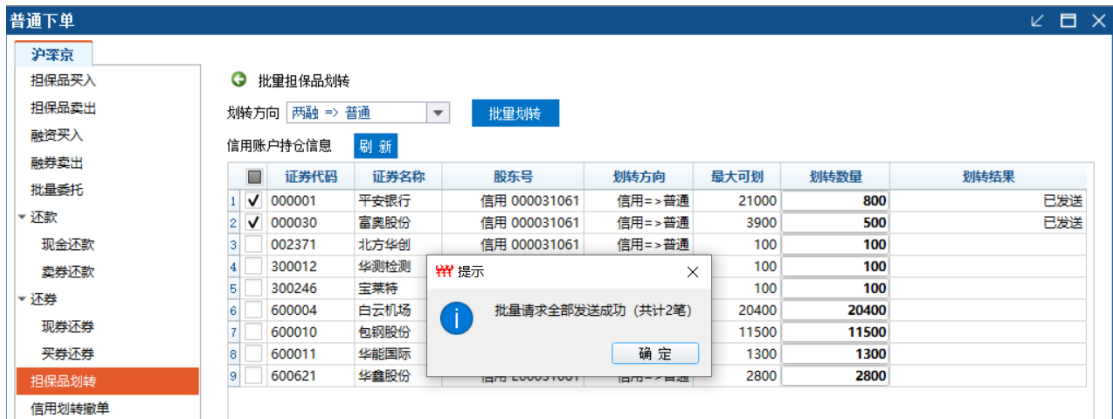 普通下单
沪深京
担保品买入
担保品卖出
融资买入
融券卖出
批量委托
还款
现金还款
卖券还款
还券
现券还券
买券还券
担保品划转
信用划转撤单
批量担保品划转
划转方向 两融 => 普通 批量划转
信用账户持仓信息 刷 新
证券代码 证券名称 股东号 划转方向 最大可划 划转数量 划转结果
1 000001 平安银行 信用 000031061 信用=>普通 21000 800 已发送
2 000030 富奥股份 信用 000031061 信用=>普通 3900 500 已发送
3 002371 北方华创 信用 000031061 信用=>普通 100 100
4 300012 华测检测 100 100
5 300246 宝莱特 100 100
6 600004 白云机场 20400 20400
7 600010 包钢股份 11500 11500
8 600011 华能国际 1300 1300
9 600621 华鑫股份 2800 2800
提示
批量请求全部发送成功（共计2笔）
确 定